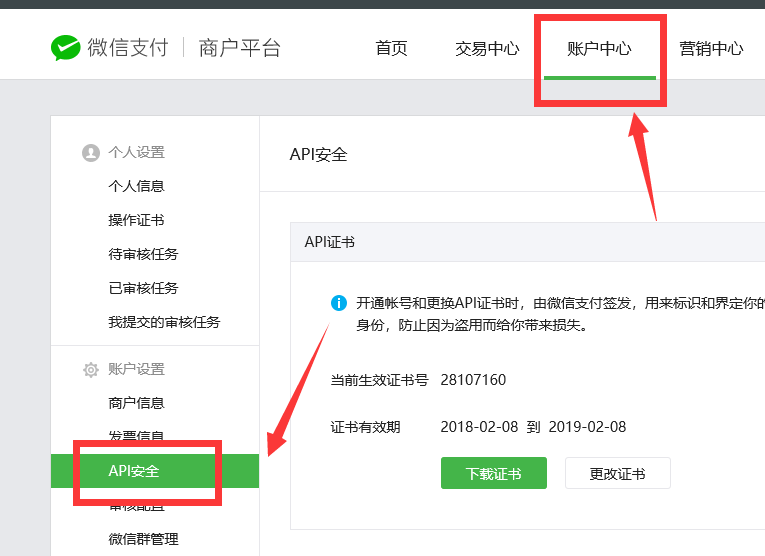 微信支付 商户平台 首页 交易中心 账户中心 营销中心
个人设置
个人信息
操作证书
待审核任务
已审核任务
我提交的审核任务
账户设置
商户信息
发票信息
API安全
审核配置
微信群管理
API安全
API证书
开通帐号和更换API证书时，由微信支付签发，用来标识和界定你的
身份，防止因为盗用而给你带来损失。
当前生效证书号 28107160
证书有效期 2018-02-08 到 2019-02-08
下载证书 更改证书